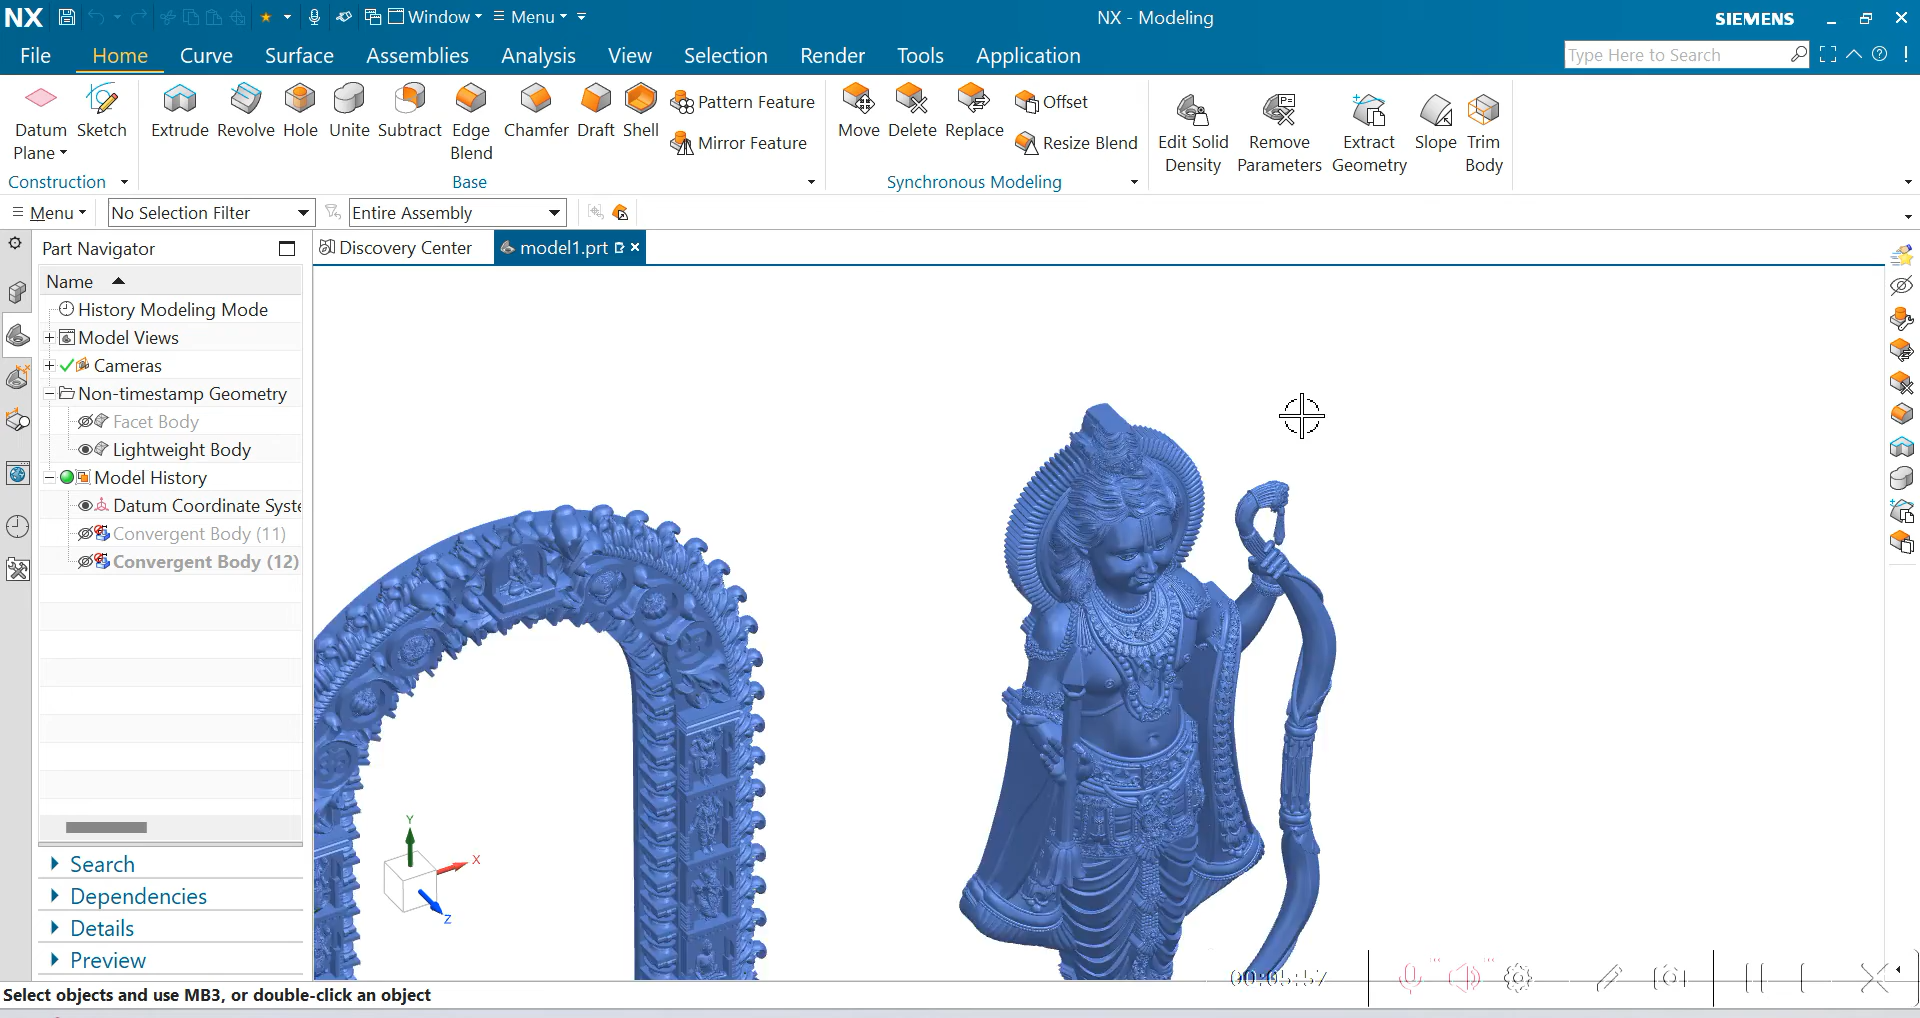 NX
Window
Menu
NX - Modeling
SIEMENS
File
Home
Curve
Surface
Assemblies
Analysis
View
Selection
Render
Tools
Application
Type Here to Search
Datum Plane
Sketch
Extrude
Revolve
Hole
Unite
Subtract
Edge Blend
Chamfer
Draft
Shell
Pattern Feature
Mirror Feature
Move
Delete
Replace
Offset
Resize Blend
Edit Solid Density
Remove Parameters
Extract Geometry
Slope
Trim Body
Construction
Base
Synchronous Modeling
Menu
No Selection Filter
Entire Assembly
Part Navigator
Discovery Center
model1.prt
Name
History Modeling Mode
Model Views
Cameras
Non-timestamp Geometry
Facet Body
Lightweight Body
Model History
Datum Coordinate Syste
Convergent Body (11)
Convergent Body (12)
Y
X
Z
Search
Dependencies
Details
Preview
00:05:57
Select objects and use MB3, or double-click an object